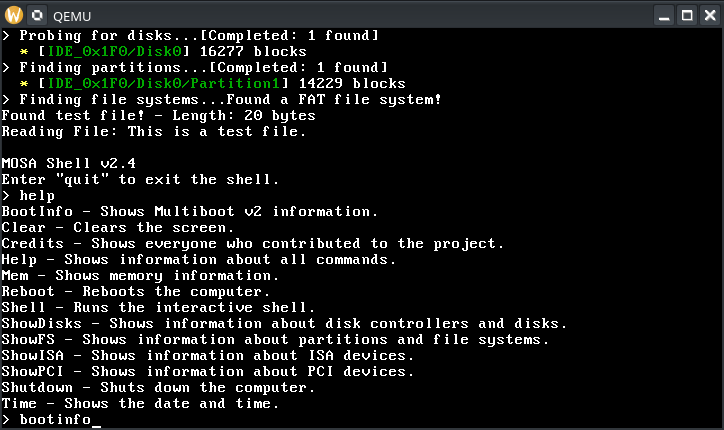 QEMU
> Probing for disks...[Completed: 1 found]
* [IDE_0x1F0/Disk0] 16277 blocks
> Finding partitions...[Completed: 1 found]
* [IDE_0x1F0/Disk0/Partition1] 14229 blocks
> Finding file systems...Found a FAT file system!
Found test file! - Length: 20 bytes
Reading File: This is a test file.
MOSA Shell v2.4
Enter "quit" to exit the shell.
> help
BootInfo - Shows Multiboot v2 information.
Clear - Clears the screen.
Credits - Shows everyone who contributed to the project.
Help - Shows information about all commands.
Mem - Shows memory information.
Reboot - Reboots the computer.
Shell - Runs the interactive shell.
ShowDisks - Shows information about disk controllers and disks.
ShowFS - Shows information about partitions and file systems.
ShowISA - Shows information about ISA devices.
ShowPCI - Shows information about PCI devices.
Shutdown - Shuts down the computer.
Time - Shows the date and time.
> bootinfo_